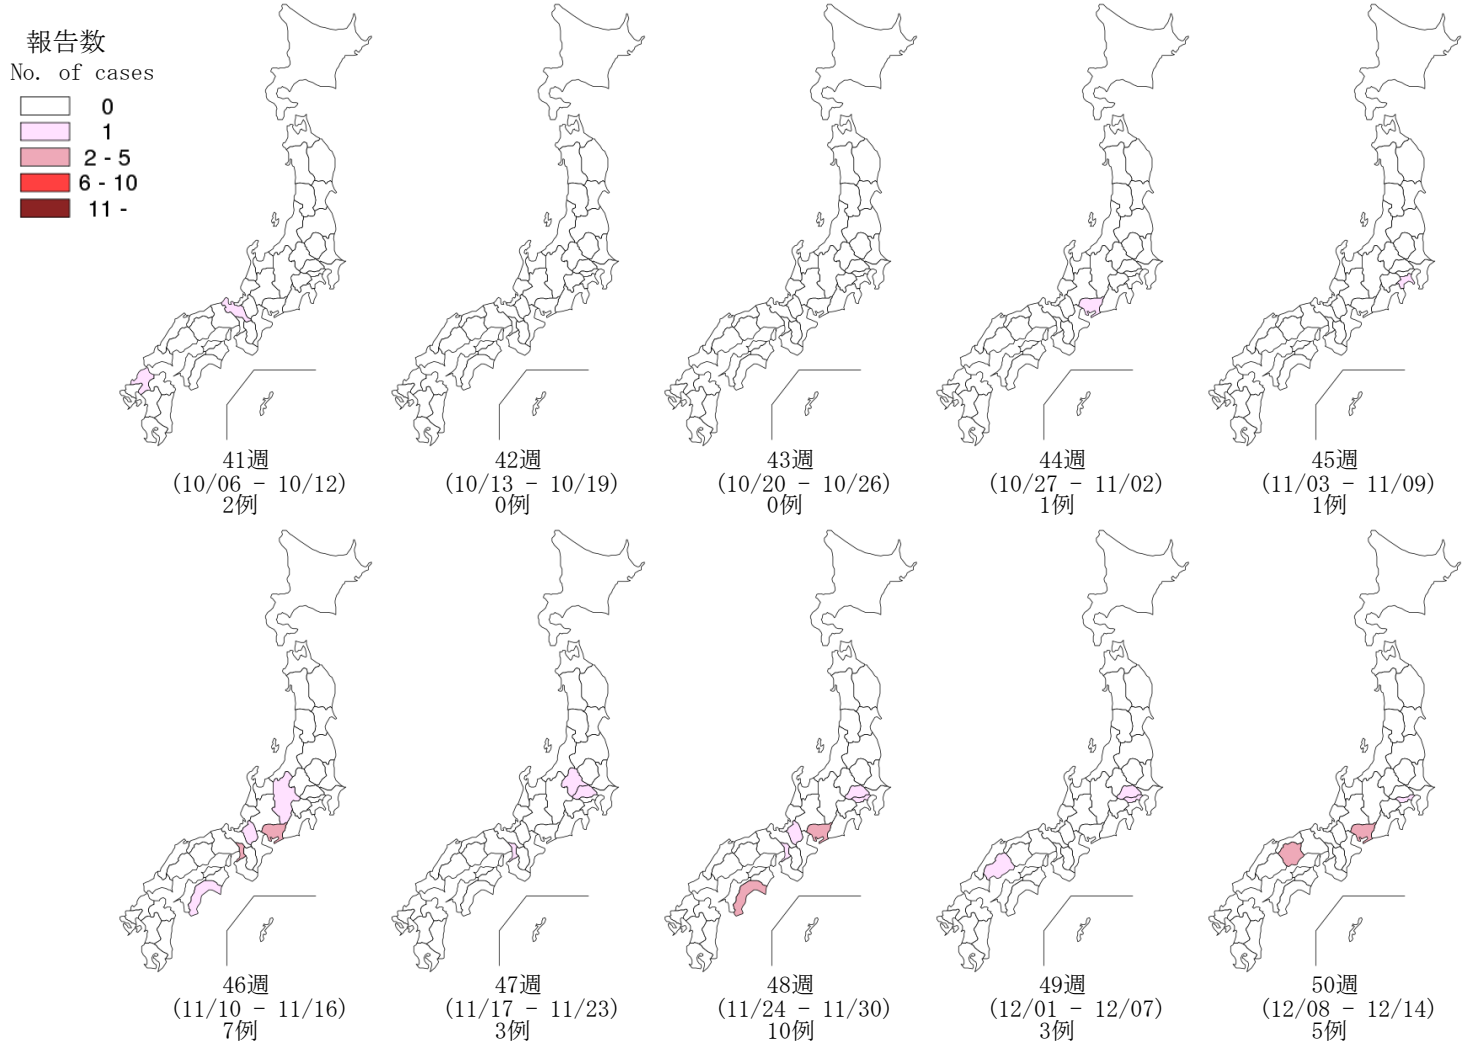 報告数
No. of cases
0
1
2 - 5
6 - 10
11 -
41週
(10/06 - 10/12)
2例
42週
(10/13 - 10/19)
0例
43週
(10/20 - 10/26)
0例
44週
(10/27 - 11/02)
1例
45週
(11/03 - 11/09)
1例
46週
(11/10 - 11/16)
7例
47週
(11/17 - 11/23)
3例
48週
(11/24 - 11/30)
10例
49週
(12/01 - 12/07)
3例
50週
(12/08 - 12/14)
5例